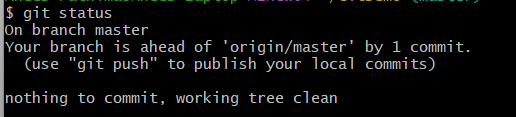 $ git status
On branch master
Your branch is ahead of 'origin/master' by 1 commit.
  (use "git push" to publish your local commits)

nothing to commit, working tree clean